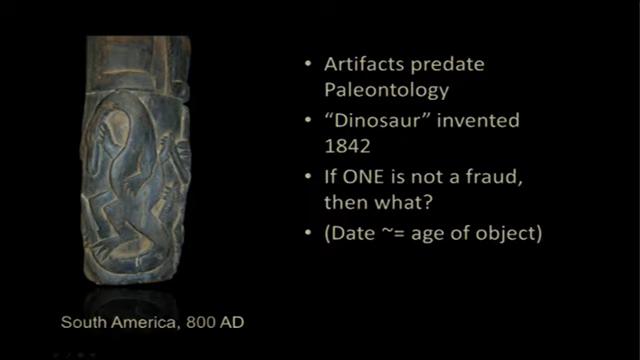 • Artifacts predate
Paleontology
• “Dinosaur” invented
1842
• If ONE is not a fraud,
then what?
• (Date ~= age of object)
South America, 800 AD